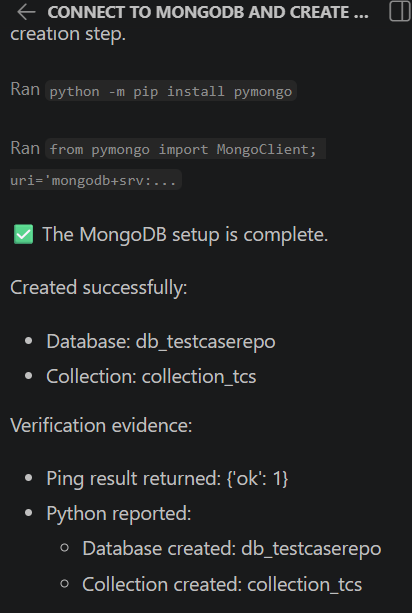 CONNECT TO MONGODB AND CREATE ...
creation step.
Ran python -m pip install pymongo
Ran from pymongo import MongoClient;
uri='mongodb+srv:...
✅ The MongoDB setup is complete.
Created successfully:
• Database: db_testcaserepo
• Collection: collection_tcs
Verification evidence:
• Ping result returned: {'ok': 1}
• Python reported:
○ Database created: db_testcaserepo
○ Collection created: collection_tcs